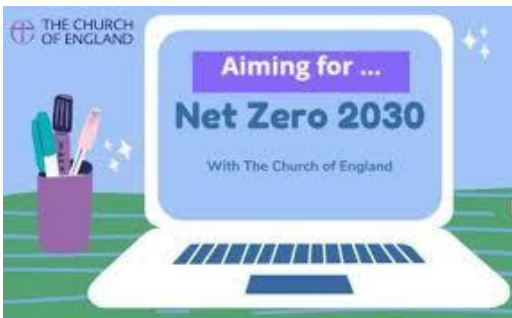 THE CHURCH
OF ENGLAND
Aiming for ...
Net Zero 2030
With The Church of England